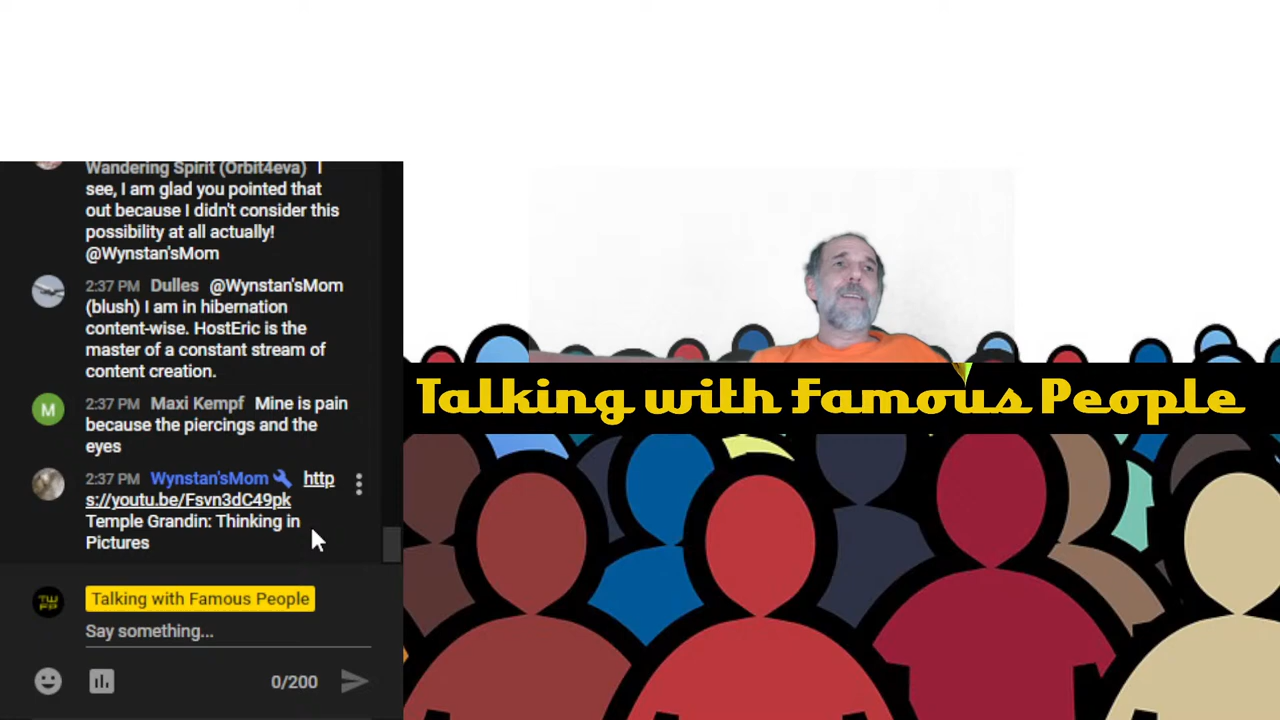 Wandering Spirit (Orbit4eva) I
see, I am glad you pointed that
out because I didn't consider this
possibility at all actually!
@Wynstan'sMom
2:37 PM Dulles @Wynstan'sMom
(blush) I am in hibernation
content-wise. HostEric is the
master of a constant stream of
content creation.
M 2:37 PM Maxi Kempf Mine is pain
because the piercings and the
eyes
2:37 PM Wynstan'sMom http
s://youtu.be/Fsvn3dC49pk
Temple Grandin: Thinking in
Pictures
TW
FP
Talking with Famous People
Say something...
0/200
Talking with Famous People